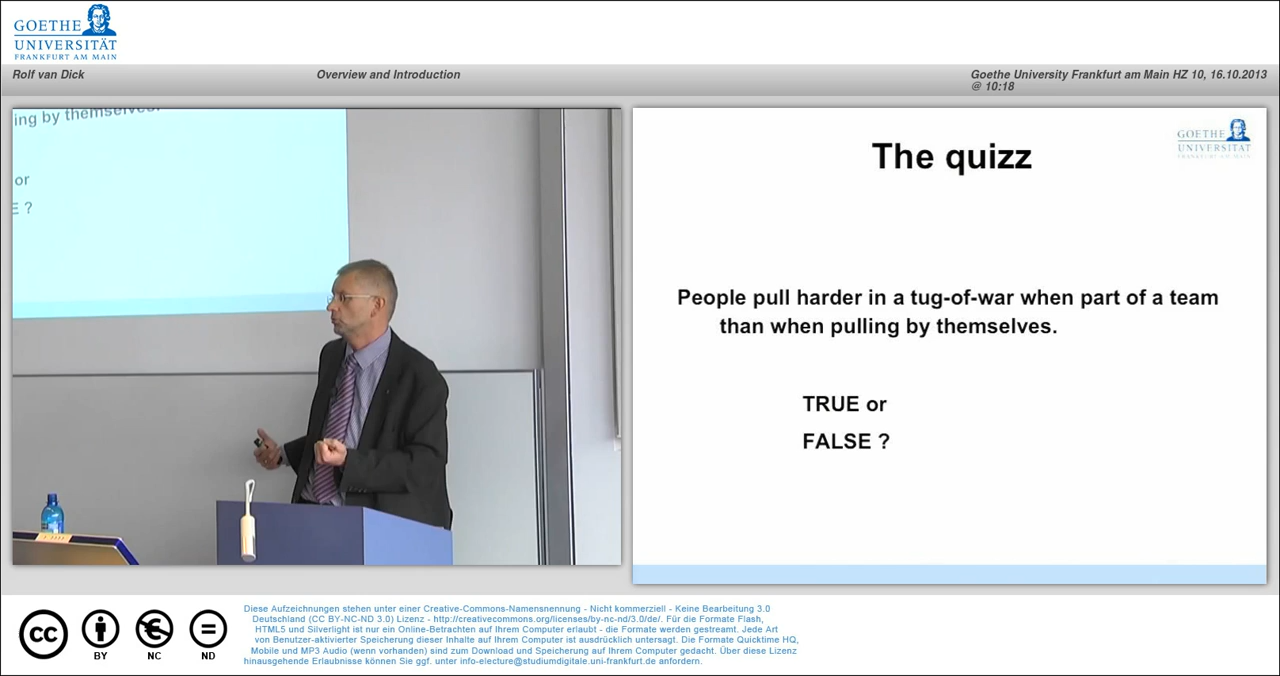 GOETHE
UNIVERSITÄT
FRANKFURT AM MAIN
Rolf van Dick
Overview and Introduction
Goethe University Frankfurt am Main HZ 10, 16.10.2013
@ 10:18
ing by themselves.
or
E ?
GOETHE
UNIVERSITÄT
FRANKFURT AM MAIN
The quizz
People pull harder in a tug-of-war when part of a team
than when pulling by themselves.
TRUE or
FALSE ?
cc
BY
NC
ND
Diese Aufzeichnungen stehen unter einer Creative-Commons-Namensnennung - Nicht kommerziell - Keine Bearbeitung 3.0
Deutschland (CC BY-NC-ND 3.0) Lizenz - http://creativecommons.org/licenses/by-nc-nd/3.0/de/. Für die Formate Flash,
HTML5 und Silverlight ist nur ein Online-Betrachten auf Ihrem Computer erlaubt - die Formate werden gestreamt. Jede Art
von Benutzer-aktivierter Speicherung dieser Inhalte auf Ihrem Computer ist ausdrücklich untersagt. Die Formate Quicktime HQ,
Mobile und MP3 Audio (wenn vorhanden) sind zum Download und Speicherung auf Ihrem Computer gedacht. Über diese Lizenz
hinausgehende Erlaubnisse können Sie ggf. unter info-electure@studiumdigitale.uni-frankfurt.de anfordern.